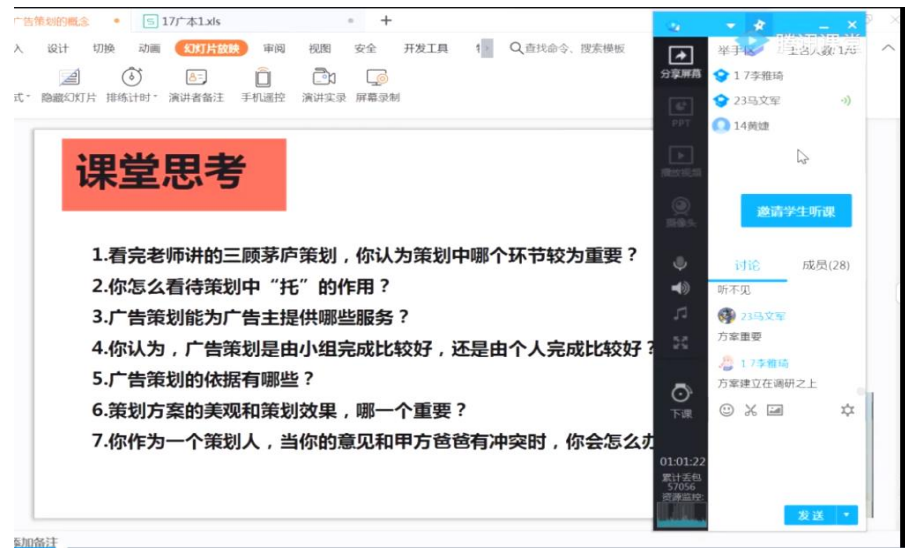 广告策划的概念
17广本1.xls
入 设计 切换 动画 幻灯片放映 审阅 视图 安全 开发工具 查找命令、搜索模板
式 隐藏幻灯片 排练计时 演讲者备注 手机遥控 演讲实录 屏幕录制
课堂思考
1.看完老师讲的三顾茅庐策划，你认为策划中哪个环节较为重要？
2.你怎么看待策划中“托”的作用？
3.广告策划能为广告主提供哪些服务？
4.你认为，广告策划是由小组完成比较好，还是由个人完成比较好？
5.广告策划的依据有哪些？
6.策划方案的美观和策划效果，哪一个重要？
7.你作为一个策划人，当你的意见和甲方爸爸有冲突时，你会怎么办
添加备注
分享屏幕
PPT
播放视频
摄像头
下课
01:01:22
累计丢包
57056
资源监控:
腾讯课堂
举手区
17李雅琦
23马文军
14黄婕
邀请学生听课
讨论 成员(28)
听不见
23马文军
方案重要
17李雅琦
方案建立在调研之上
发送